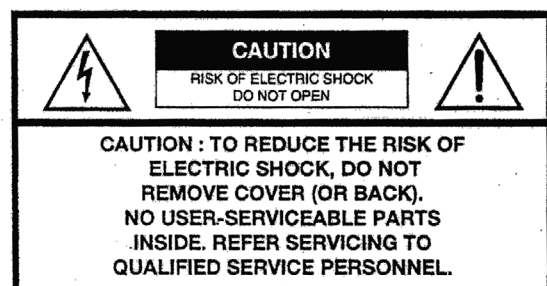 CAUTION
RISK OF ELECTRIC SHOCK
DO NOT OPEN
CAUTION : TO REDUCE THE RISK OF
ELECTRIC SHOCK, DO NOT
REMOVE COVER (OR BACK).
NO USER-SERVICEABLE PARTS
INSIDE. REFER SERVICING TO
QUALIFIED SERVICE PERSONNEL.